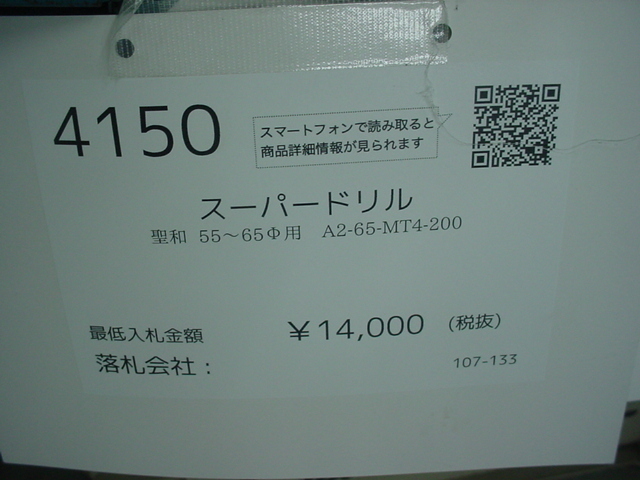 4150
スマートフォンで読み取ると
商品詳細情報が見られます
スーパードリル
聖和 55～65Φ用 A2-65-MT4-200
最低入札金額 ￥14,000 (税抜)
落札会社：
107-133